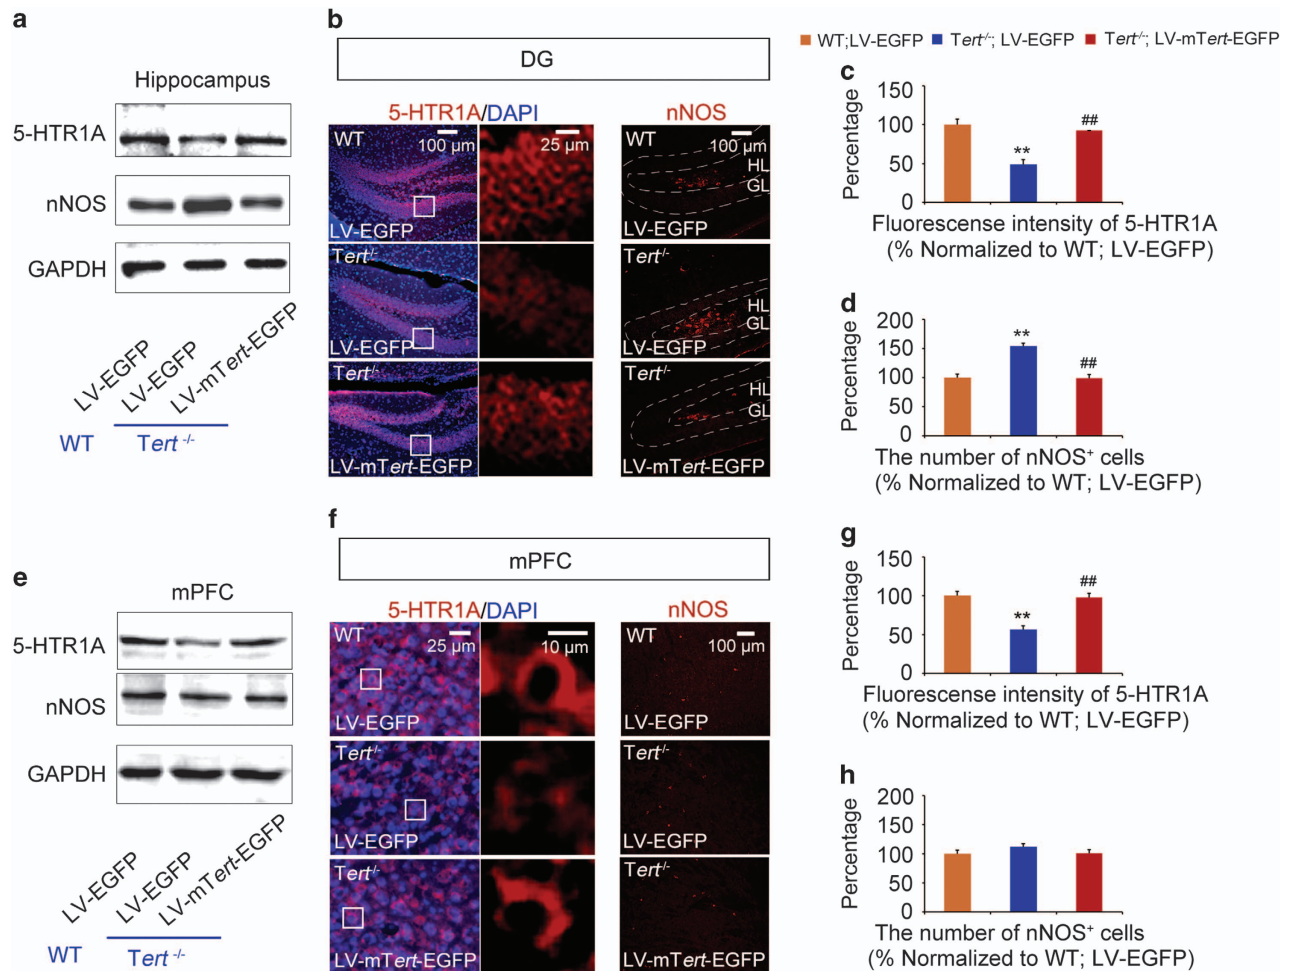 a
Hippocampus
5-HTR1A
nNOS
GAPDH
LV-EGFP
LV-EGFP
LV-mTert-EGFP
WT
Tert -/-
b
DG
5-HTR1A/DAPI
nNOS
WT
100 µm
25 µm
100 µm
HL
GL
LV-EGFP
LV-EGFP
Tert-/-
Tert-/-
HL
GL
LV-EGFP
LV-EGFP
Tert-/-
Tert-/-
HL
GL
LV-mTert-EGFP
LV-mTert-EGFP
WT;LV-EGFP
Tert-/-; LV-EGFP
Tert-/-; LV-mTert-EGFP
c
Percentage
150
100
50
0
**
##
Fluorescense intensity of 5-HTR1A
(% Normalized to WT; LV-EGFP)
d
Percentage
200
150
100
50
0
**
##
The number of nNOS+ cells
(% Normalized to WT; LV-EGFP)
e
mPFC
5-HTR1A
nNOS
GAPDH
LV-EGFP
LV-EGFP
LV-mTert-EGFP
WT
Tert -/-
f
mPFC
5-HTR1A/DAPI
nNOS
WT
25 µm
10 µm
100 µm
LV-EGFP
LV-EGFP
Tert-/-
Tert-/-
LV-EGFP
LV-EGFP
Tert-/-
Tert-/-
LV-mTert-EGFP
LV-mTert-EGFP
g
Percentage
150
100
50
0
**
##
Fluorescense intensity of 5-HTR1A
(% Normalized to WT; LV-EGFP)
h
Percentage
200
150
100
50
0
The number of nNOS+ cells
(% Normalized to WT; LV-EGFP)